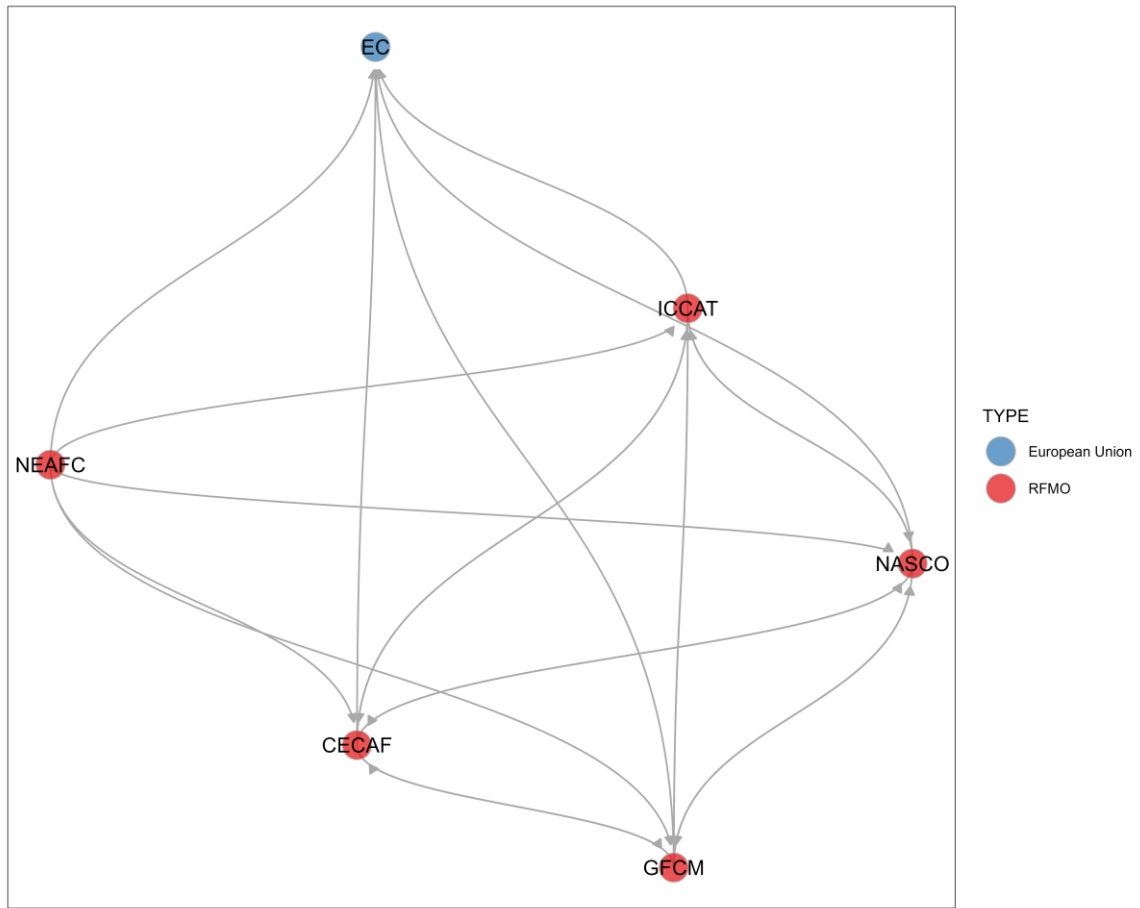 EC
ICCAT
NEAFC
NASCO
CECAF
GFCM
TYPE
European Union
RFMO